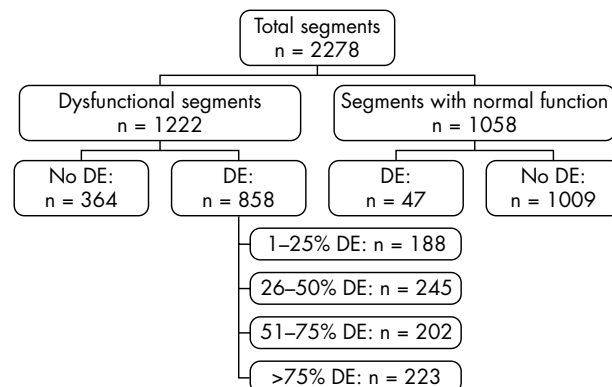 Total segments
n = 2278
Dysfunctional segments
n = 1222
Segments with normal function
n = 1058
No DE:
n = 364
DE:
n = 858
DE:
n = 47
No DE:
n = 1009
1–25% DE: n = 188
26–50% DE: n = 245
51–75% DE: n = 202
>75% DE: n = 223